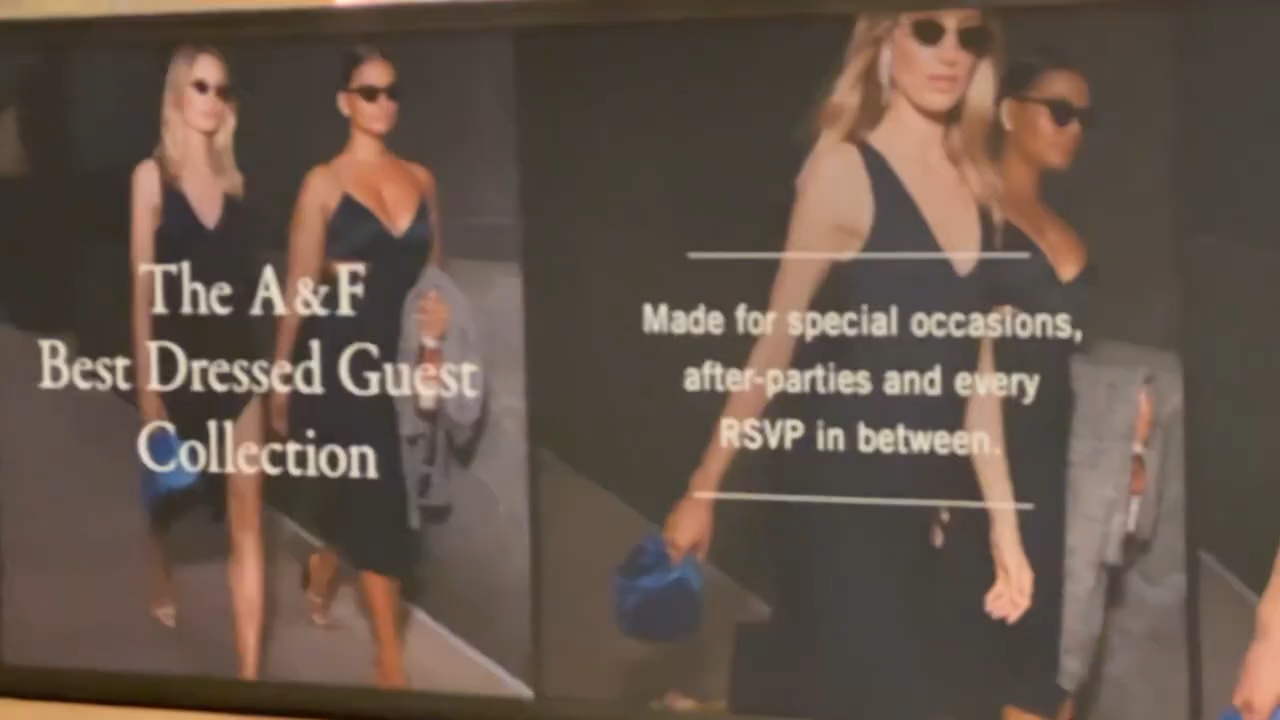 The A&F
Best Dressed Guest
Collection
Made for special occasions,
after-parties and every
RSVP in between.